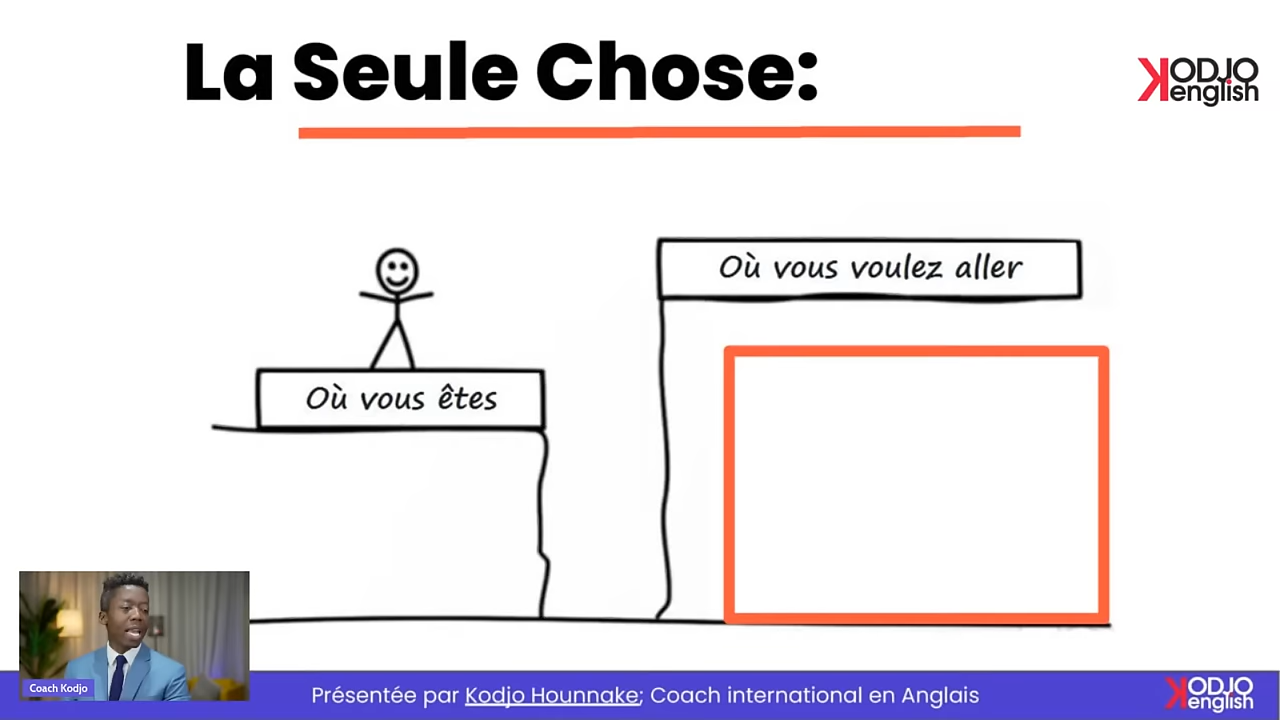 La Seule Chose:
KODJO
english
Où vous voulez aller
Où vous êtes
Coach Kodjo
Présentée par Kodjo Hounnake; Coach international en Anglais
KODJO
english